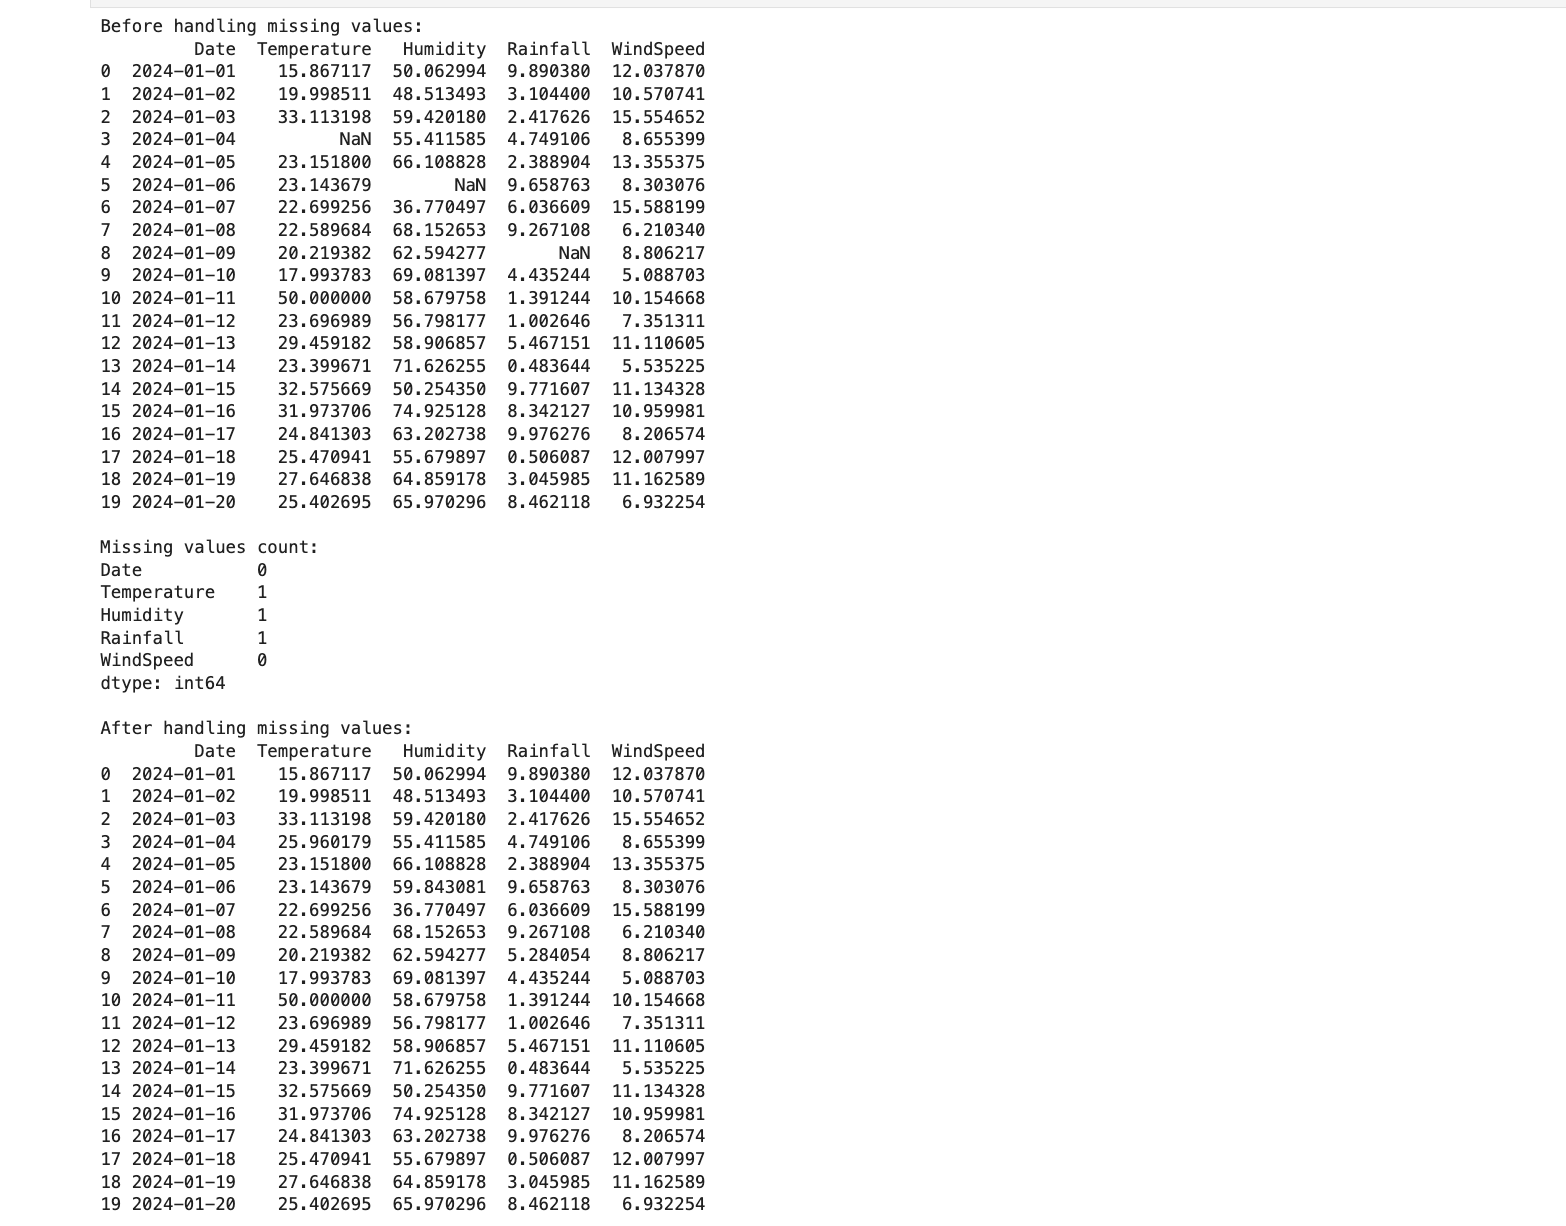 Before handling missing values:
         Date  Temperature   Humidity  Rainfall  WindSpeed
0  2024-01-01    15.867117  50.062994  9.890380  12.037870
1  2024-01-02    19.998511  48.513493  3.104400  10.570741
2  2024-01-03    33.113198  59.420180  2.417626  15.554652
3  2024-01-04          NaN  55.411585  4.749106   8.655399
4  2024-01-05    23.151800  66.108828  2.388904  13.355375
5  2024-01-06    23.143679        NaN  9.658763   8.303076
6  2024-01-07    22.699256  36.770497  6.036609  15.588199
7  2024-01-08    22.589684  68.152653  9.267108   6.210340
8  2024-01-09    20.219382  62.594277       NaN   8.806217
9  2024-01-10    17.993783  69.081397  4.435244   5.088703
10 2024-01-11    50.000000  58.679758  1.391244  10.154668
11 2024-01-12    23.696989  56.798177  1.002646   7.351311
12 2024-01-13    29.459182  58.906857  5.467151  11.110605
13 2024-01-14    23.399671  71.626255  0.483644   5.535225
14 2024-01-15    32.575669  50.254350  9.771607  11.134328
15 2024-01-16    31.973706  74.925128  8.342127  10.959981
16 2024-01-17    24.841303  63.202738  9.976276   8.206574
17 2024-01-18    25.470941  55.679897  0.506087  12.007997
18 2024-01-19    27.646838  64.859178  3.045985  11.162589
19 2024-01-20    25.402695  65.970296  8.462118   6.932254
Missing values count:
Date           0
Temperature    1
Humidity       1
Rainfall       1
WindSpeed      0
dtype: int64
After handling missing values:
         Date  Temperature   Humidity  Rainfall  WindSpeed
0  2024-01-01    15.867117  50.062994  9.890380  12.037870
1  2024-01-02    19.998511  48.513493  3.104400  10.570741
2  2024-01-03    33.113198  59.420180  2.417626  15.554652
3  2024-01-04    25.960179  55.411585  4.749106   8.655399
4  2024-01-05    23.151800  66.108828  2.388904  13.355375
5  2024-01-06    23.143679  59.843081  9.658763   8.303076
6  2024-01-07    22.699256  36.770497  6.036609  15.588199
7  2024-01-08    22.589684  68.152653  9.267108   6.210340
8  2024-01-09    20.219382  62.594277  5.284054   8.806217
9  2024-01-10    17.993783  69.081397  4.435244   5.088703
10 2024-01-11    50.000000  58.679758  1.391244  10.154668
11 2024-01-12    23.696989  56.798177  1.002646   7.351311
12 2024-01-13    29.459182  58.906857  5.467151  11.110605
13 2024-01-14    23.399671  71.626255  0.483644   5.535225
14 2024-01-15    32.575669  50.254350  9.771607  11.134328
15 2024-01-16    31.973706  74.925128  8.342127  10.959981
16 2024-01-17    24.841303  63.202738  9.976276   8.206574
17 2024-01-18    25.470941  55.679897  0.506087  12.007997
18 2024-01-19    27.646838  64.859178  3.045985  11.162589
19 2024-01-20    25.402695  65.970296  8.462118   6.932254